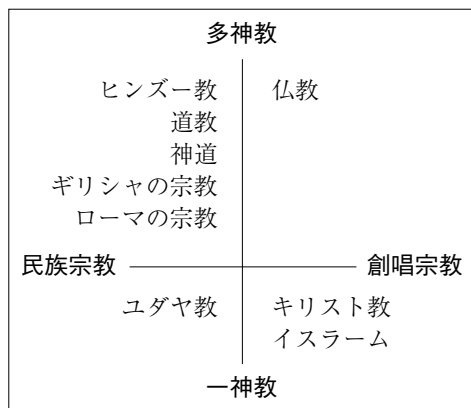 多神教
ヒンズー教 仏教
道教
神道
ギリシャの宗教
ローマの宗教
民族宗教 創唱宗教
ユダヤ教 キリスト教
イスラーム
一神教